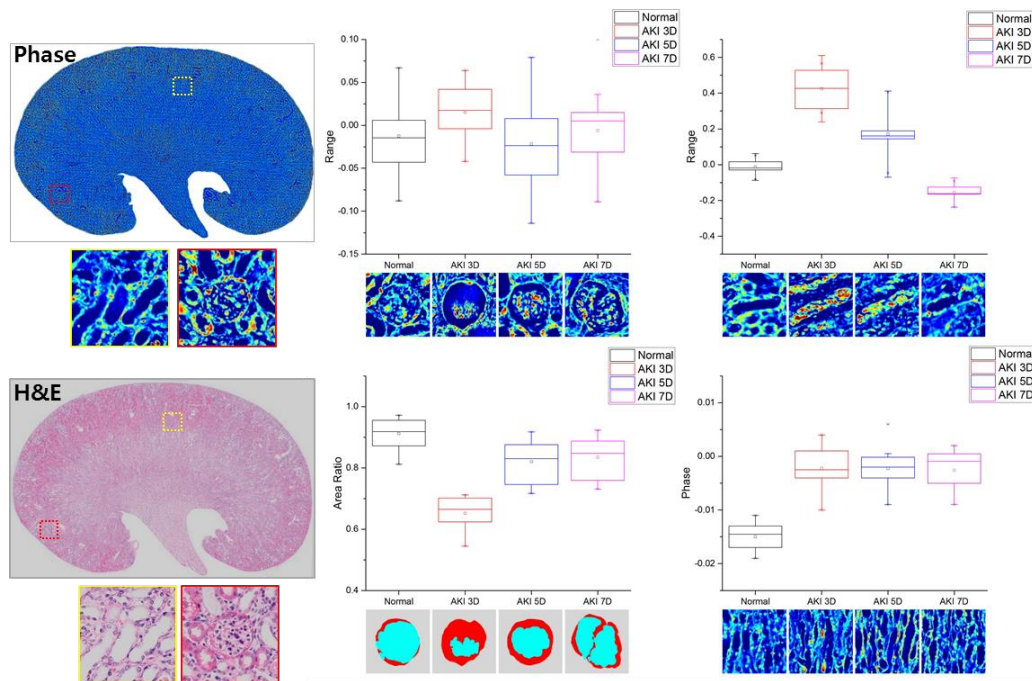 Phase
H&E
Normal
AKI 3D
AKI 5D
AKI 7D
0.10
0.05
0.00
-0.05
-0.10
-0.15
Range
Normal
AKI 3D
AKI 5D
AKI 7D
Normal
AKI 3D
AKI 5D
AKI 7D
0.6
0.4
0.2
0.0
-0.2
-0.4
Range
Normal
AKI 3D
AKI 5D
AKI 7D
Normal
AKI 3D
AKI 5D
AKI 7D
1.0
0.8
0.6
0.4
Area Ratio
Normal
AKI 3D
AKI 5D
AKI 7D
Normal
AKI 3D
AKI 5D
AKI 7D
0.01
0.00
-0.01
-0.02
Phase
Normal
AKI 3D
AKI 5D
AKI 7D